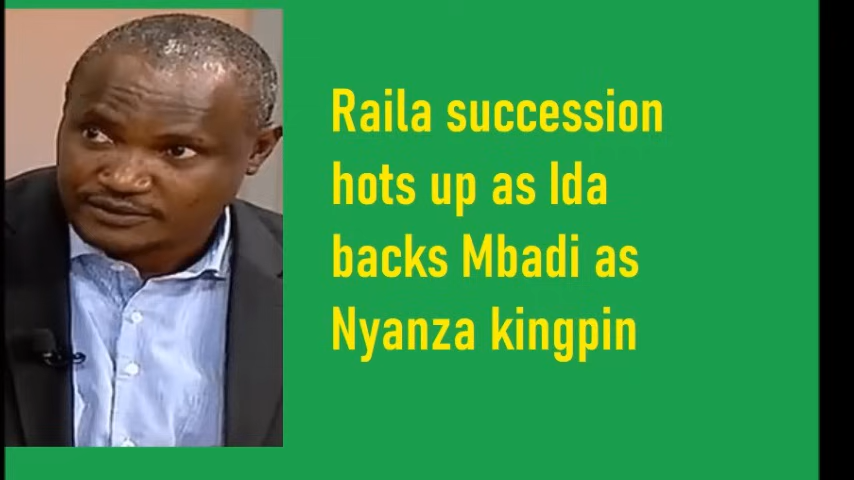 Raila succession
hots up as Ida
backs Mbadi as
Nyanza kingpin